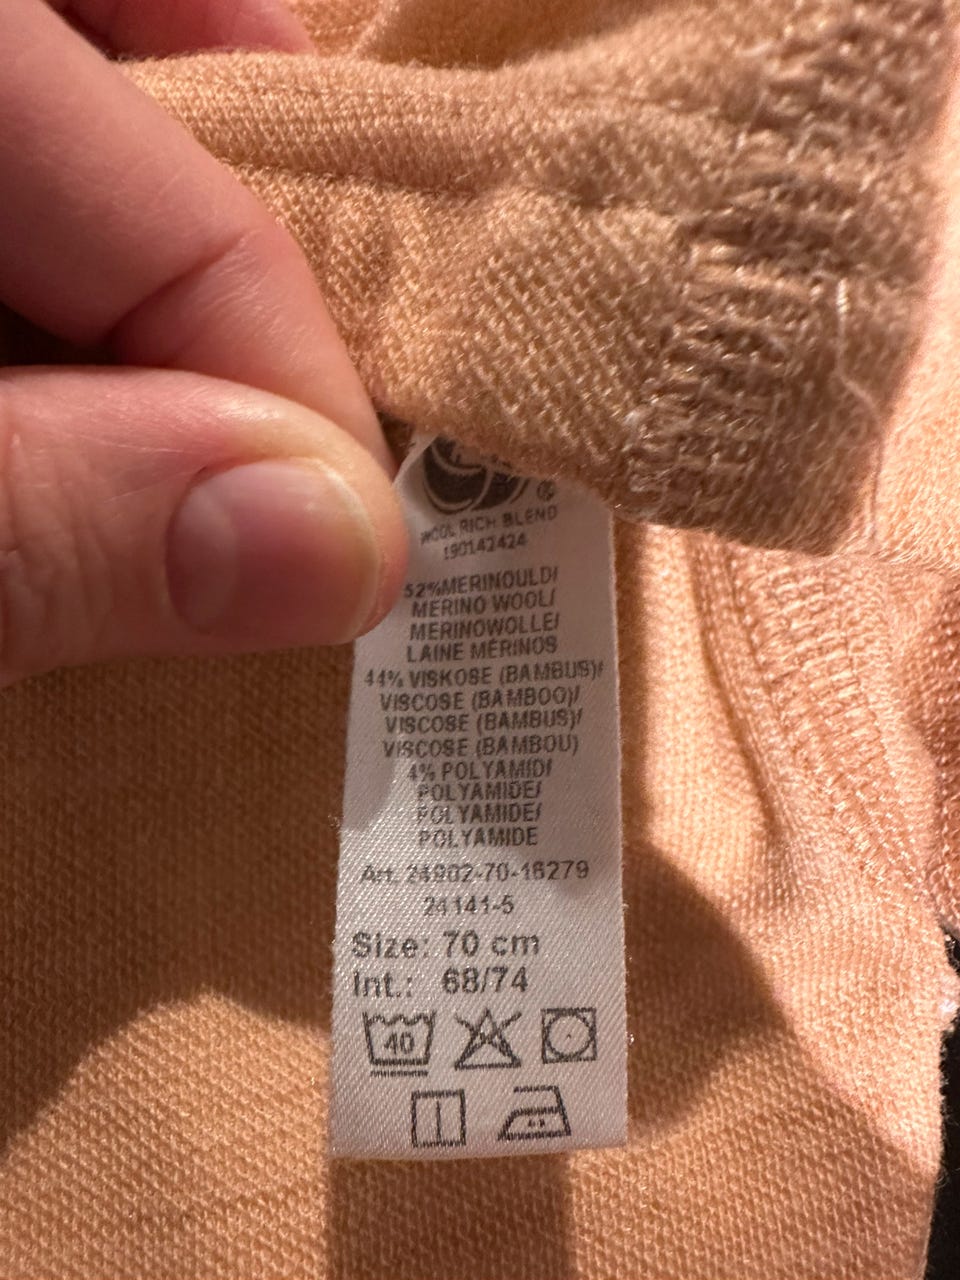 ®
WOOL RICH BLEND
190142424
52%MERINOULD/
MERINO WOOL/
MERINOWOLLE/
LAINE MÉRINOS
44% VISKOSE (BAMBUS)/
VISCOSE (BAMBOO)/
VISCOSE (BAMBUS)/
VISCOSE (BAMBOU)
4% POLYAMID/
POLYAMIDE/
POLYAMIDE/
POLYAMIDE
Art. 24902-70-16279
24141-5
Size: 70 cm
Int.: 68/74
40